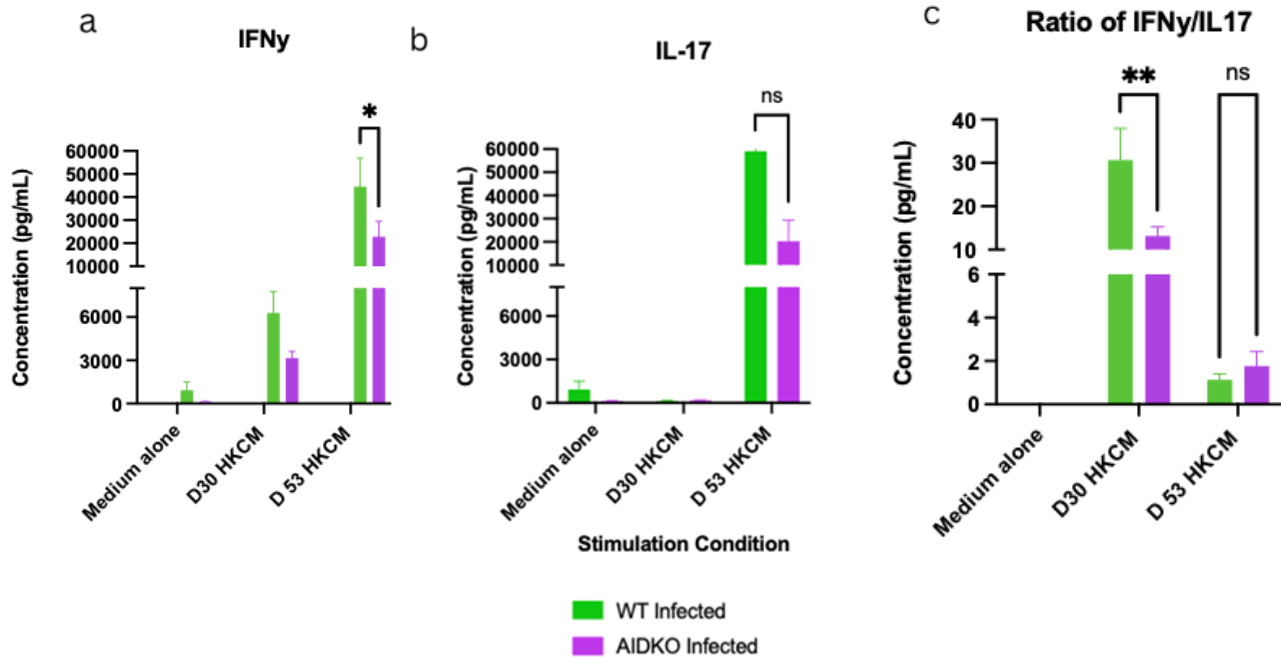 a
IFNy
Concentration (pg/mL)
60000
50000
40000
30000
20000
10000
6000
3000
0
*
Medium alone
D30 HKCM
D 53 HKCM
b
IL-17
Concentration (pg/mL)
60000
50000
40000
30000
20000
10000
6000
3000
0
ns
Medium alone
D30 HKCM
D 53 HKCM
Stimulation Condition
c
Ratio of IFNy/IL17
Concentration (pg/mL)
40
30
20
10
6
4
2
0
**
ns
Medium alone
D30 HKCM
D 53 HKCM
WT Infected
AIDKO Infected